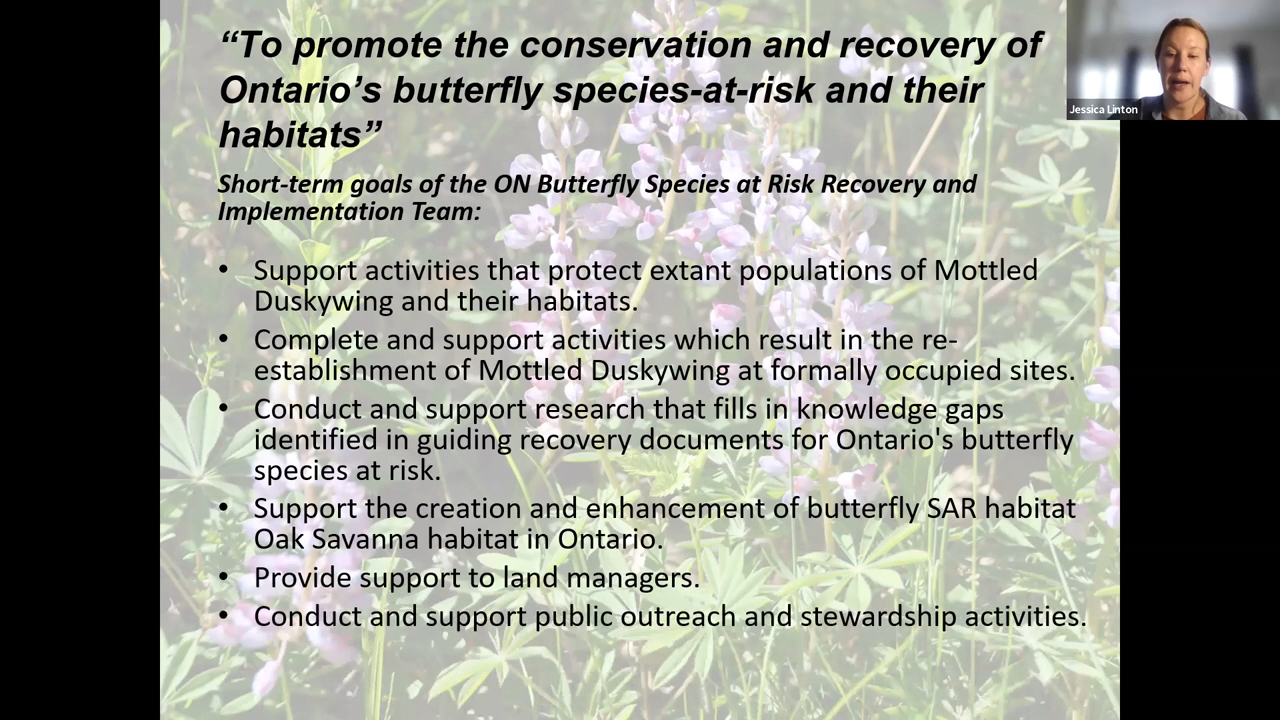 “To promote the conservation and recovery of
Ontario’s butterfly species-at-risk and their
habitats”
Jessica Linton
Short-term goals of the ON Butterfly Species at Risk Recovery and
Implementation Team:
• Support activities that protect extant populations of Mottled
Duskywing and their habitats.
• Complete and support activities which result in the re-
establishment of Mottled Duskywing at formally occupied sites.
• Conduct and support research that fills in knowledge gaps
identified in guiding recovery documents for Ontario's butterfly
species at risk.
• Support the creation and enhancement of butterfly SAR habitat
Oak Savanna habitat in Ontario.
• Provide support to land managers.
• Conduct and support public outreach and stewardship activities.